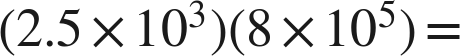 (2.5 × 10³)(8 × 10⁵) =